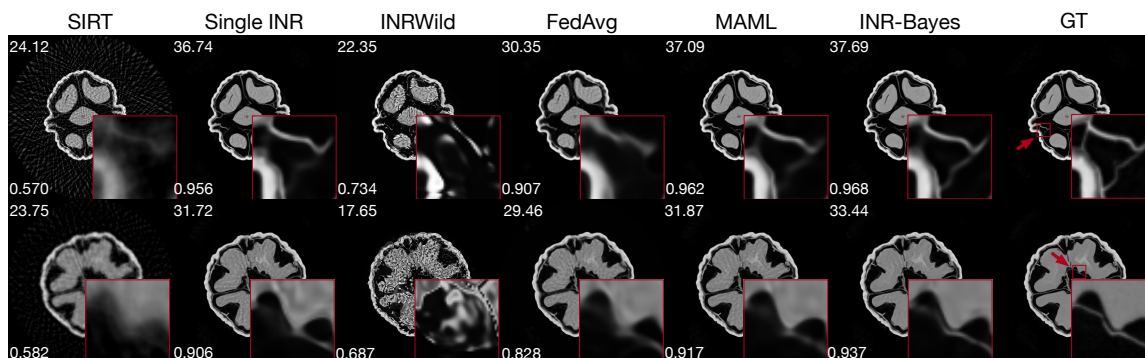 SIRT Single INR INRWild FedAvg MAML INR-Bayes GT
24.12 36.74 22.35 30.35 37.09 37.69
0.570 0.956 0.734 0.907 0.962 0.968
23.75 31.72 17.65 29.46 31.87 33.44
0.582 0.906 0.687 0.828 0.917 0.937